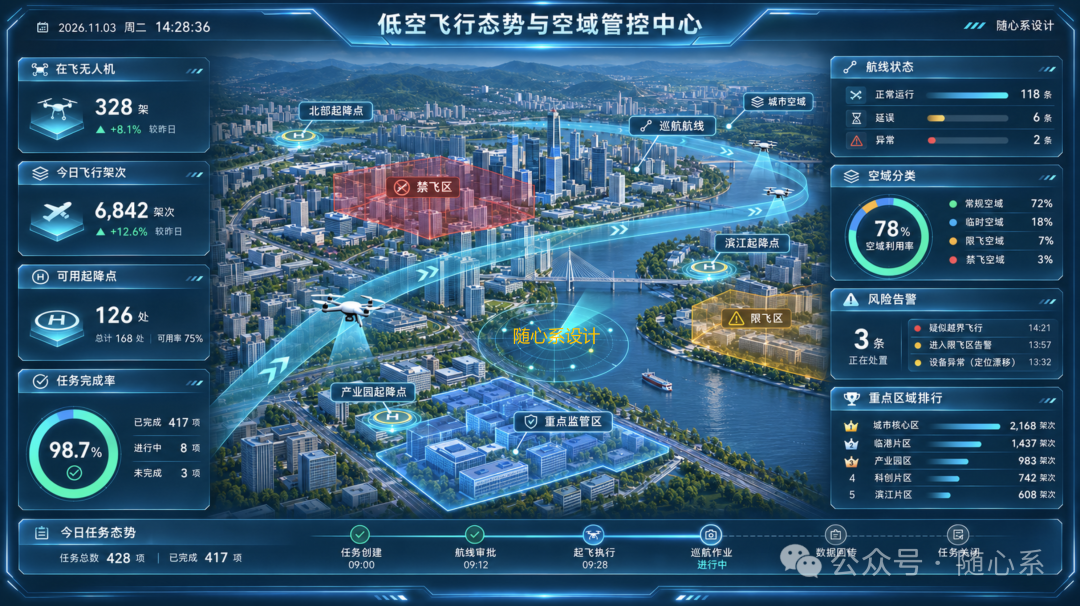 2026.11.03 周二 14:28:36
低空飞行态势与空域管控中心
随心系设计
在飞无人机
328 架
+8.1% 较昨日
今日飞行架次
6,842 架次
+12.6% 较昨日
可用起降点
H
126 处
总计 168 处 | 可用率 75%
任务完成率
98.7%
已完成 417 项
进行中 8 项
未完成 3 项
北部起降点
H
禁飞区
巡航航线
城市空域
滨江起降点
H
限飞区
随心系设计
产业园起降点
H
重点监管区
航线状态
正常运行 118 条
延误 6 条
异常 2 条
空域分类
78%
空域利用率
常规空域 72%
临时空域 18%
限飞空域 7%
禁飞空域 3%
风险告警
3 条
正在处置
疑似越界飞行 14:21
进入限飞区告警 13:57
设备异常（定位漂移） 13:32
重点区域排行
1 城市核心区 2,168 架次
2 临港片区 1,437 架次
3 产业园区 983 架次
4 科创片区 742 架次
5 滨江片区 608 架次
今日任务态势
任务总数 428 项 | 已完成 417 项
任务创建
09:00
航线审批
09:12
起飞执行
09:28
巡航作业
进行中
数据回传
任务关闭
公众号 · 随心系